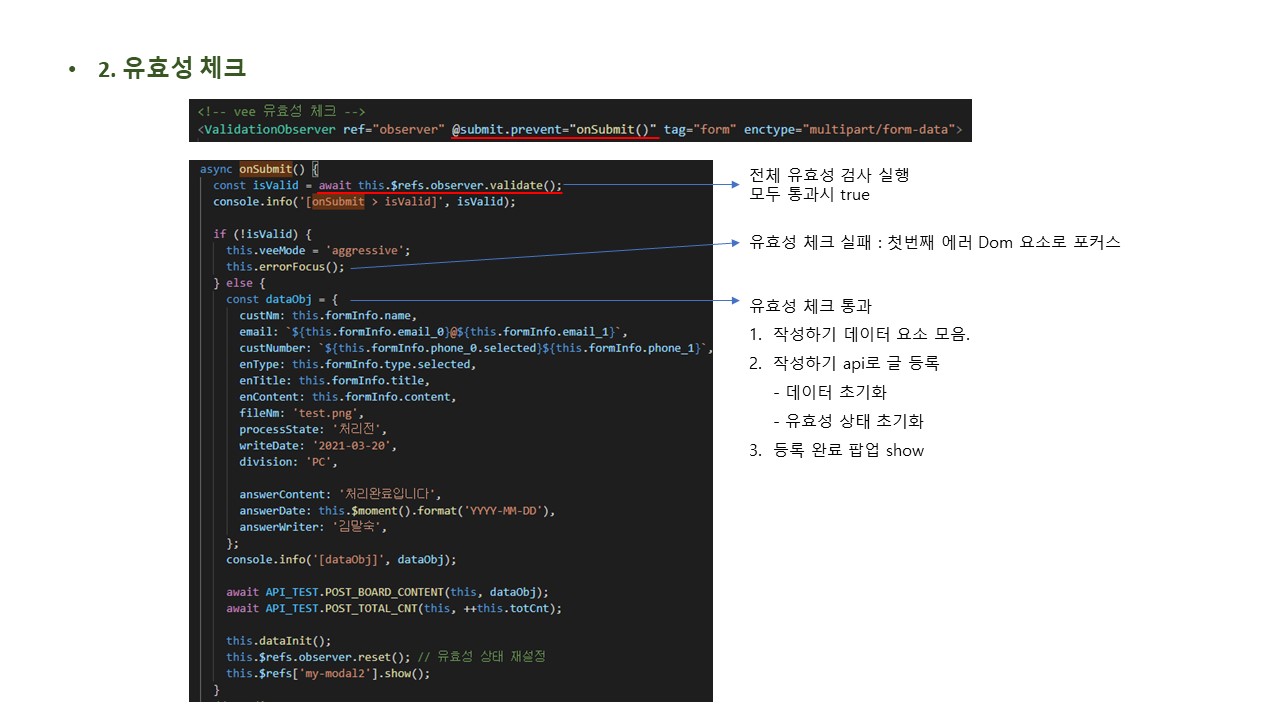 • 2. 유효성 체크
<!-- vee 유효성 체크 -->
<ValidationObserver ref="observer" @submit.prevent="onSubmit()" tag="form" enctype="multipart/form-data">
async onSubmit() {
const isValid = await this.$refs.observer.validate();
console.info('[onSubmit > isValid]', isValid);
if (!isValid) {
this.veeMode = 'aggressive';
this.errorFocus();
} else {
const dataObj = {
custNm: this.formInfo.name,
email: `${this.formInfo.email_0}@${this.formInfo.email_1}`,
custNumber: `${this.formInfo.phone_0.selected}${this.formInfo.phone_1}`,
enType: this.formInfo.type.selected,
enTitle: this.formInfo.title,
enContent: this.formInfo.content,
fileNm: 'test.png',
processState: '처리전',
writeDate: '2021-03-20',
division: 'PC',
answerContent: '처리완료입니다',
answerDate: this.$moment().format('YYYY-MM-DD'),
answerWriter: '김말숙',
};
console.info('[dataObj]', dataObj);
await API_TEST.POST_BOARD_CONTENT(this, dataObj);
await API_TEST.POST_TOTAL_CNT(this, ++this.totCnt);
this.dataInit();
this.$refs.observer.reset(); // 유효성 상태 재설정
this.$refs['my-modal2'].show();
}
전체 유효성 검사 실행
모두 통과시 true
유효성 체크 실패 : 첫번째 에러 Dom 요소로 포커스
유효성 체크 통과
1. 작성하기 데이터 요소 모음.
2. 작성하기 api로 글 등록
- 데이터 초기화
- 유효성 상태 초기화
3. 등록 완료 팝업 show